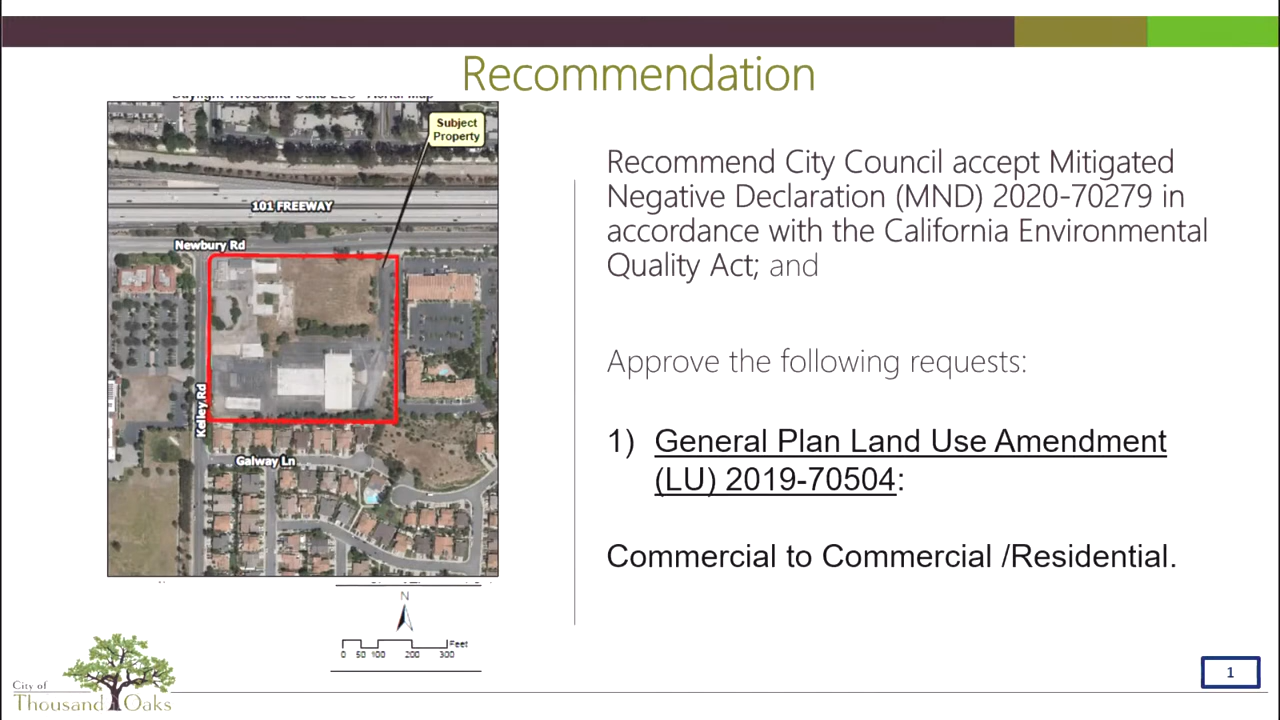 Recommendation
Subject
Property
101 FREEWAY
Newbury Rd
Kelley Rd
Galway Ln
N
Feet
0 50 100 200 300
Recommend City Council accept Mitigated
Negative Declaration (MND) 2020-70279 in
accordance with the California Environmental
Quality Act; and
Approve the following requests:
1) General Plan Land Use Amendment
(LU) 2019-70504:
Commercial to Commercial /Residential.
City of
Thousand Oaks
1